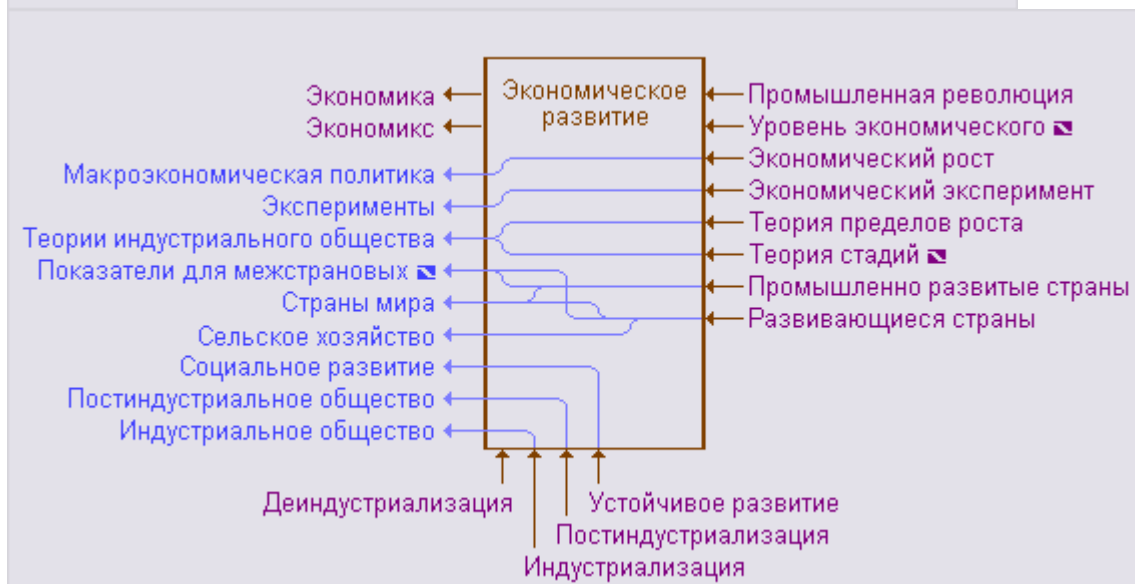 Экономическое
развитие
Экономика
Экономикс
Макроэкономическая политика
Эксперименты
Теории индустриального общества
Показатели для межстрановых
Страны мира
Сельское хозяйство
Социальное развитие
Постиндустриальное общество
Индустриальное общество
Промышленная революция
Уровень экономического
Экономический рост
Экономический эксперимент
Теория пределов роста
Теория стадий
Промышленно развитые страны
Развивающиеся страны
Деиндустриализация
Устойчивое развитие
Постиндустриализация
Индустриализация